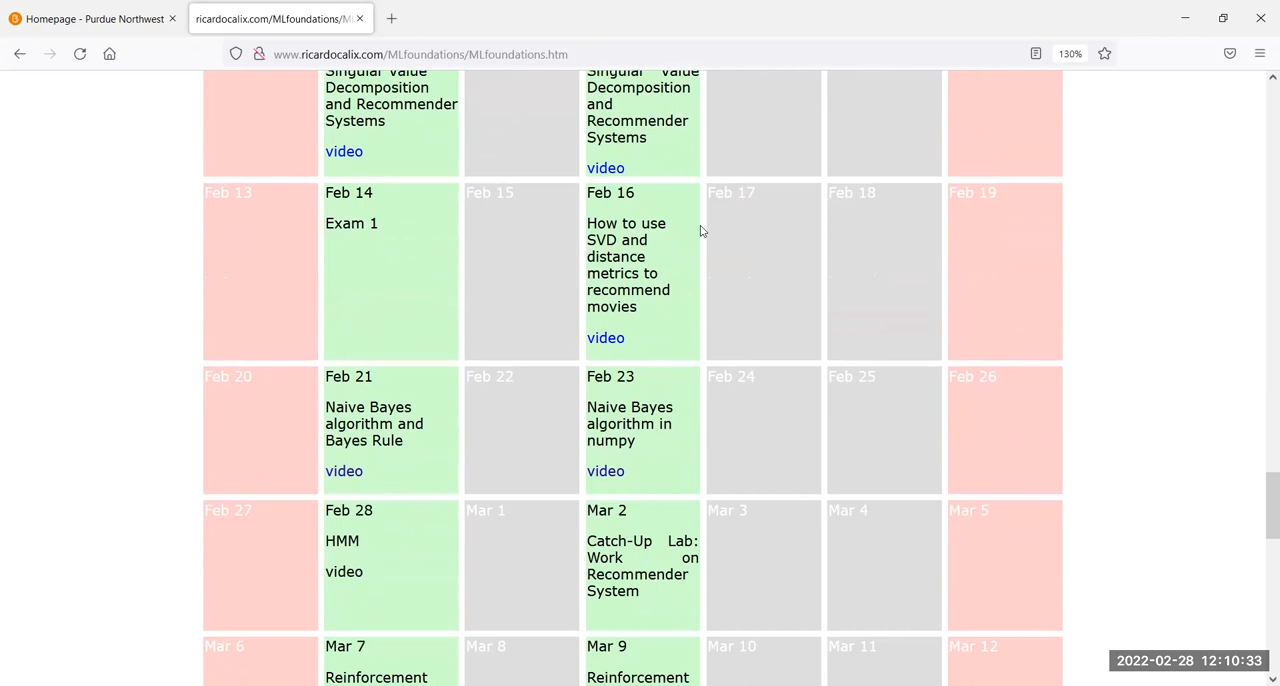 Homepage - Purdue Northwest
ricardocalix.com/MLfoundations/M
www.ricardocalix.com/MLfoundations/MLfoundations.htm
130%
Singular Value
Decomposition
and Recommender
Systems
video
Singular Value
Decomposition
and
Recommender
Systems
video
Feb 13
Feb 14
Exam 1
Feb 15
Feb 16
How to use
SVD and
distance
metrics to
recommend
movies
video
Feb 17
Feb 18
Feb 19
Feb 20
Feb 21
Naive Bayes
algorithm and
Bayes Rule
video
Feb 22
Feb 23
Naive Bayes
algorithm in
numpy
video
Feb 24
Feb 25
Feb 26
Feb 27
Feb 28
HMM
video
Mar 1
Mar 2
Catch-Up Lab:
Work on
Recommender
System
Mar 3
Mar 4
Mar 5
Mar 6
Mar 7
Reinforcement
Mar 8
Mar 9
Reinforcement
Mar 10
Mar 11
Mar 12
2022-02-28 12:10:33